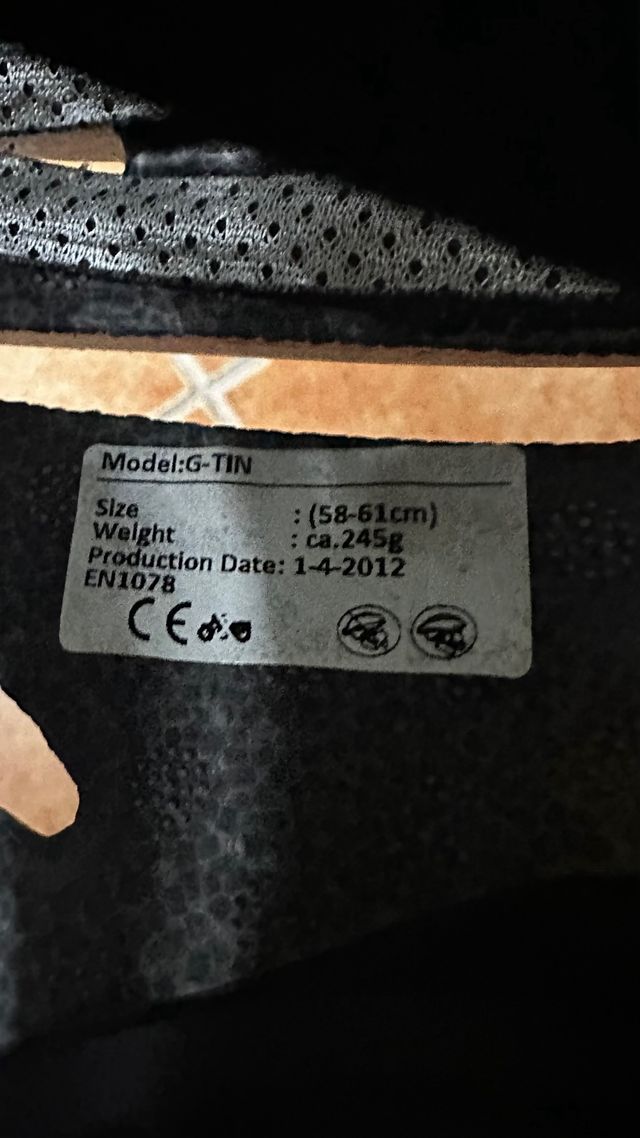 Model:G-TIN
Size : (58-61cm)
Weight : ca.245g
Production Date: 1-4-2012
EN1078
CE